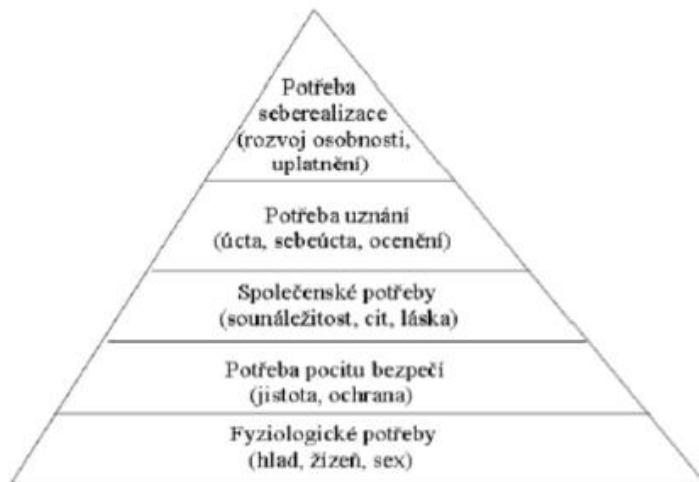 Potřeba
seberealizace
(rozvoj osobnosti,
uplatnění)
Potřeba uznání
(úcta, sebeúcta, ocenění)
Společenské potřeby
(sounáležitost, cit, láska)
Potřeba pocitu bezpečí
(jistota, ochrana)
Fyziologické potřeby
(hlad, žízeň, sex)